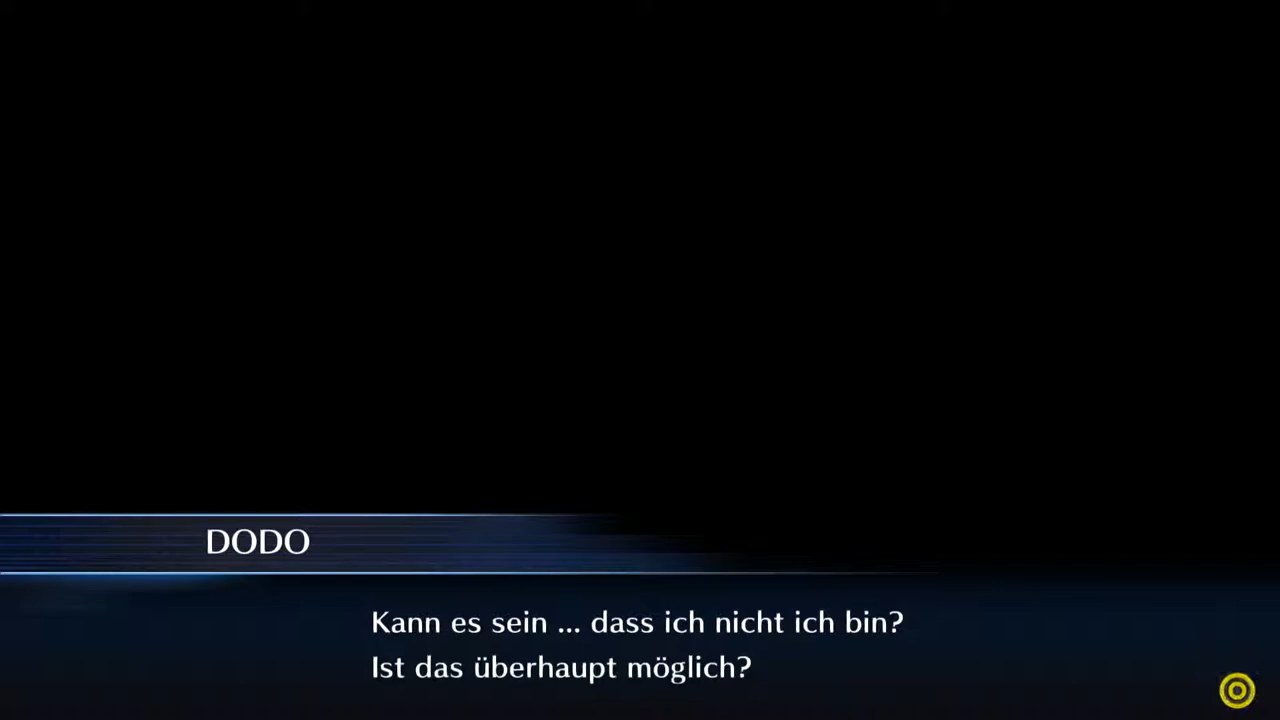 DODO
Kann es sein ... dass ich nicht ich bin?
Ist das überhaupt möglich?